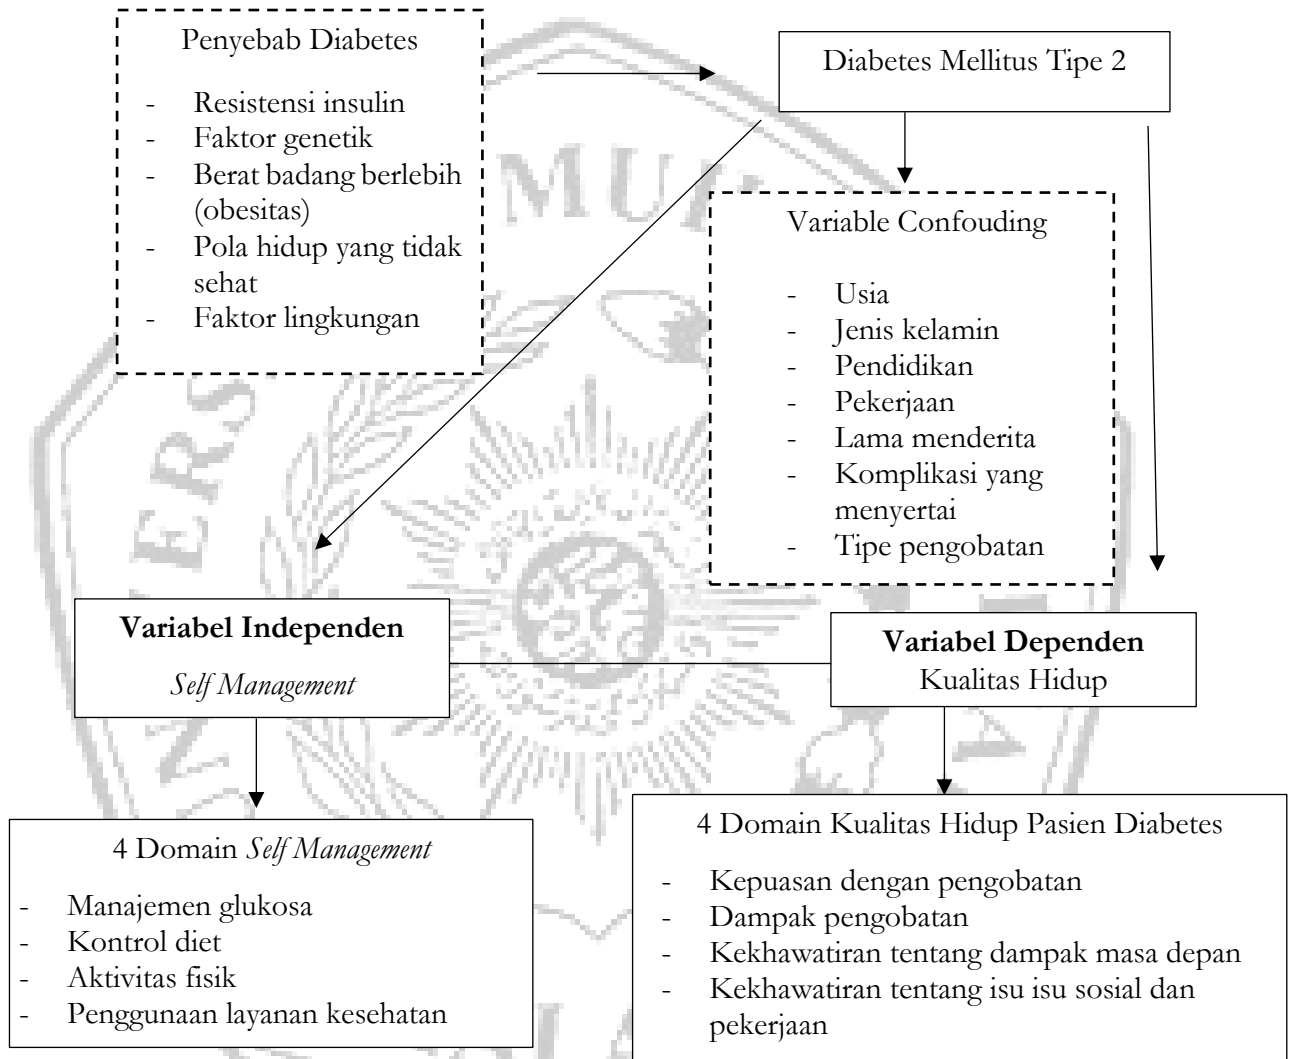 Penyebab Diabetes
- Resistensi insulin
- Faktor genetik
- Berat badang berlebih
(obesitas)
- Pola hidup yang tidak
sehat
- Faktor lingkungan
Diabetes Mellitus Tipe 2
Variable Confouding
- Usia
- Jenis kelamin
- Pendidikan
- Pekerjaan
- Lama menderita
- Komplikasi yang
menyertai
- Tipe pengobatan
Variabel Independen
Self Management
Variabel Dependen
Kualitas Hidup
4 Domain Self Management
- Manajemen glukosa
- Kontrol diet
- Aktivitas fisik
- Penggunaan layanan kesehatan
4 Domain Kualitas Hidup Pasien Diabetes
- Kepuasan dengan pengobatan
- Dampak pengobatan
- Kekhawatiran tentang dampak masa depan
- Kekhawatiran tentang isu isu sosial dan
pekerjaan